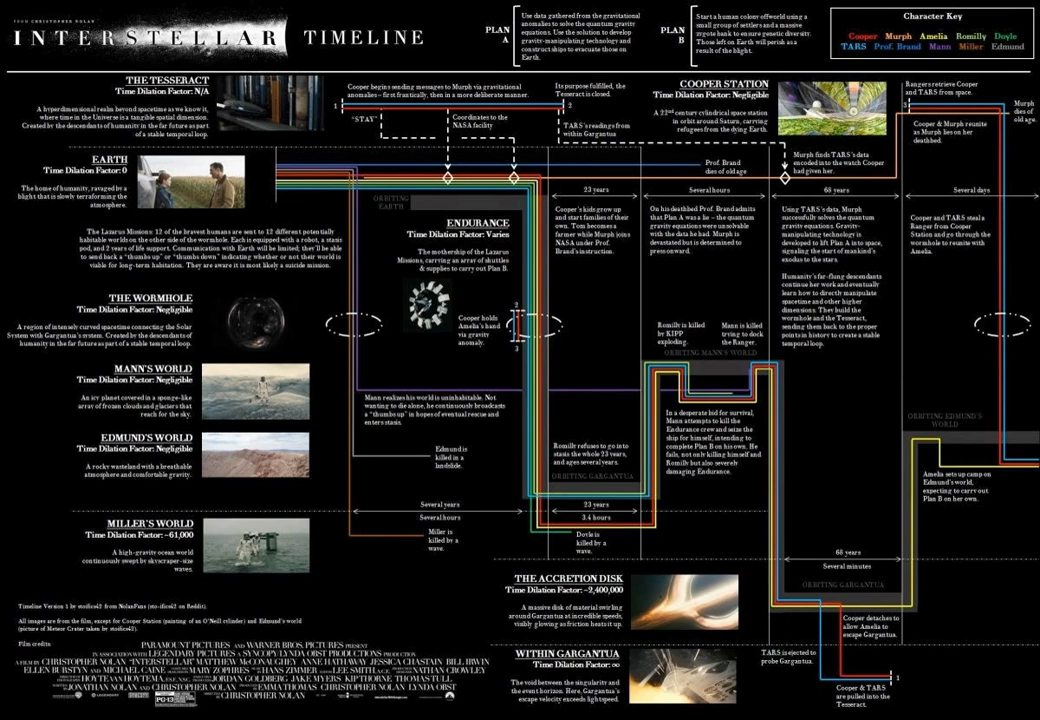 FROM CHRISTOPHER NOLAN
INTERSTELLAR TIMELINE
PLAN A
Use data gathered from the gravitational
anomalies to solve the quantum gravity
equations. Use the solution to develop
gravity-manipulating technology and
construct ships to evacuate those on
Earth.
PLAN B
Start a human colony offworld using a
small group of settlers and a massive
zygote bank to ensure genetic diversity.
Those left on Earth will perish as a
result of the blight.
Character Key
Cooper Murph Amelia Romilly Doyle
TARS Prof. Brand Mann Miller Edmund
THE TESSERACT
Time Dilation Factor: N/A
A hyperdimensional realm beyond spacetime as we know it,
where time in the Universe is a tangible spatial dimension.
Created by the descendants of humanity in the far future as part
of a stable temporal loop.
Cooper begins sending messages to Murph via gravitational
anomalies – first frantically, then in a more deliberate manner.
1
2
"STAY"
Coordinates to the
NASA facility
Its purpose fulfilled, the
Tesseract is closed.
TARS's readings from
within Gargantua
COOPER STATION
Time Dilation Factor: Negligible
A 22nd century cylindrical space station
in orbit around Saturn, carrying
refugees from the dying Earth.
Rangers retrieve Cooper
and TARS from space.
3
Murph
dies of
old age.
Cooper & Murph reunite
as Murph lies on her
deathbed.
EARTH
Time Dilation Factor: 0
The home of humanity, ravaged by a
blight that is slowly terraforming the
atmosphere.
Prof. Brand
dies of old age
Murph finds TARS's data
encoded into the watch Cooper
had given her.
ORBITING
EARTH
23 years
Several hours
68 years
Several days
The Lazarus Missions: 12 of the bravest humans are sent to 12 different potentially
habitable worlds on the other side of the wormhole. Each is equipped with a robot, a stasis
pod, and 2 years of life support. Communication with Earth will be limited; they'll be able
to send back a "thumbs up" or "thumbs down" indicating whether or not their world is
viable for long-term habitation. They are aware it is most likely a suicide mission.
ENDURANCE
Time Dilation Factor: Varies
The mothership of the Lazarus
Missions, carrying an array of shuttles
& supplies to carry out Plan B.
Cooper's kids grow up
and start families of their
own. Tom becomes a
farmer while Murph joins
NASA under Prof.
Brand's instruction.
On his deathbed Prof. Brand admits
that Plan A was a lie – the quantum
gravity equations were unsolvable
with the data he had. Murph is
devastated but is determined to
press onward.
Using TARS's data, Murph
successfully solves the quantum
gravity equations. Gravity-
manipulating technology is
developed to lift Plan A into space,
signaling the start of mankind's
exodus to the stars.
Humanity's far-flung descendants
continue her work and eventually
learn how to directly manipulate
spacetime and other higher
dimensions. They build the
wormhole and the Tesseract,
sending them back to the proper
points in history to create a stable
temporal loop.
Cooper and TARS steal a
Ranger from Cooper
Station and go through the
wormhole to reunite with
Amelia.
THE WORMHOLE
Time Dilation Factor: Negligible
A region of intensely curved spacetime connecting the Solar
System with Gargantua's system. Created by the descendants of
humanity in the far future as part of a stable temporal loop.
2
Cooper holds
Amelia's hand
via gravity
anomaly.
3
Romilly is killed
by KIPP
exploding.
Mann is killed
trying to dock
the Ranger.
ORBITING MANN'S WORLD
MANN'S WORLD
Time Dilation Factor: Negligible
An icy planet covered in a sponge-like
array of frozen clouds and glaciers that
reach for the sky.
Mann realizes his world is uninhabitable. Not
wanting to die alone, he continuously broadcasts
a "thumbs up" in hopes of eventual rescue and
enters stasis.
In a desperate bid for survival,
Mann attempts to kill the
Endurance crew and seize the
ship for himself, intending to
complete Plan B on his own. He
fails, not only killing himself and
Romilly but also severely
damaging Endurance.
ORBITING EDMUND'S
WORLD
EDMUND'S WORLD
Time Dilation Factor: Negligible
A rocky wasteland with a breathable
atmosphere and comfortable gravity.
Edmund is
killed in a
landslide.
Romilly refuses to go into
stasis the whole 23 years,
and ages several years.
ORBITING GARGANTUA
Amelia sets up camp on
Edmund's world,
expecting to carry out
Plan B on her own.
Several years
Several hours
23 years
3.4 hours
MILLER'S WORLD
Time Dilation Factor: ~61,000
A high-gravity ocean world
continuously swept by skyscraper-size
waves.
Miller is
killed by a
wave.
Doyle is
killed by a
wave.
68 years
Several minutes
ORBITING GARGANTUA
THE ACCRETION DISK
Time Dilation Factor: ~2,400,000
A massive disk of material swirling
around Gargantua at incredible speeds,
visibly glowing as friction heats it up.
Cooper detaches to
allow Amelia to
escape Gargantua.
WITHIN GARGANTUA
Time Dilation Factor: ∞
The void between the singularity and
the event horizon. Here, Gargantua's
escape velocity exceeds lightspeed.
TARS is ejected to
probe Gargantua.
1
Cooper & TARS
are pulled into the
Tesseract.
Timeline Version 1 by stoifics42 from NolanFans (sto-ifics42 on Reddit).
All images are from the film, except for Cooper Station (painting of an O'Neill cylinder) and Edmund's world
(picture of Meteor Crater taken by stoifics42).
Film credits
PARAMOUNT PICTURES AND WARNER BROS. PICTURES PRESENT
IN ASSOCIATION WITH LEGENDARY PICTURES A SYNCOPY/LYNDA OBST PRODUCTIONS PRODUCTION
A FILM BY CHRISTOPHER NOLAN "INTERSTELLAR" MATTHEW McCONAUGHEY ANNE HATHAWAY JESSICA CHASTAIN BILL IRWIN
ELLEN BURSTYN AND MICHAEL CAINE MARY ZOPHRES HANS ZIMMER LEE SMITH, A.C.E. NATHAN CROWLEY
HOYTE VAN HOYTEMA, F.S.F., N.S.C. JORDAN GOLDBERG JAKE MYERS KIP THORNE THOMAS TULL
JONATHAN NOLAN AND CHRISTOPHER NOLAN EMMA THOMAS CHRISTOPHER NOLAN LYNDA OBST
CHRISTOPHER NOLAN